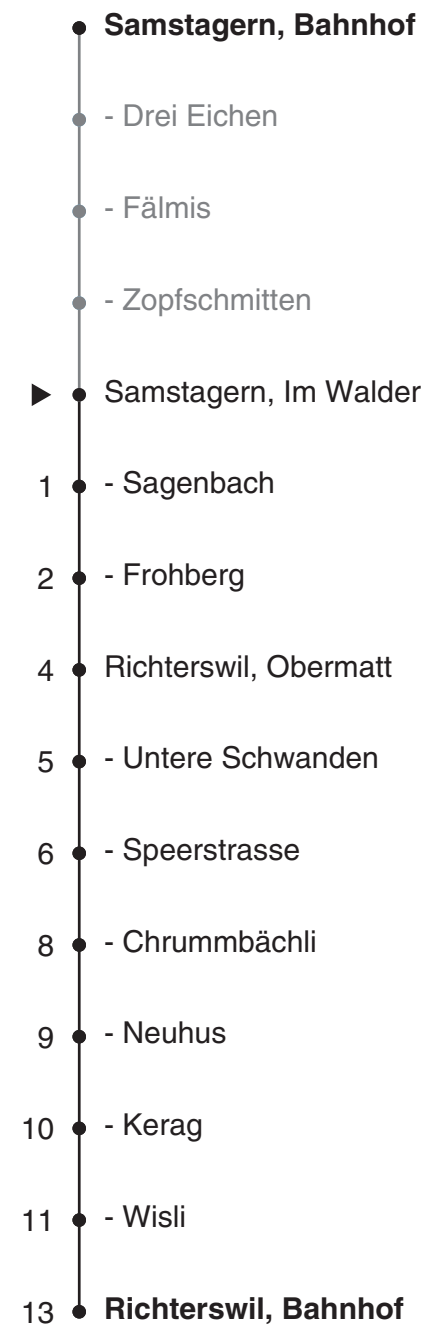 Samstagern, Bahnhof
- Drei Eichen
- Fälmis
- Zopfschmitten
Samstagern, Im Walder
1 - Sagenbach
2 - Frohberg
4 Richterswil, Obermatt
5 - Untere Schwanden
6 - Speerstrasse
8 - Chrummbächli
9 - Neuhus
10 - Kerag
11 - Wisli
13 Richterswil, Bahnhof